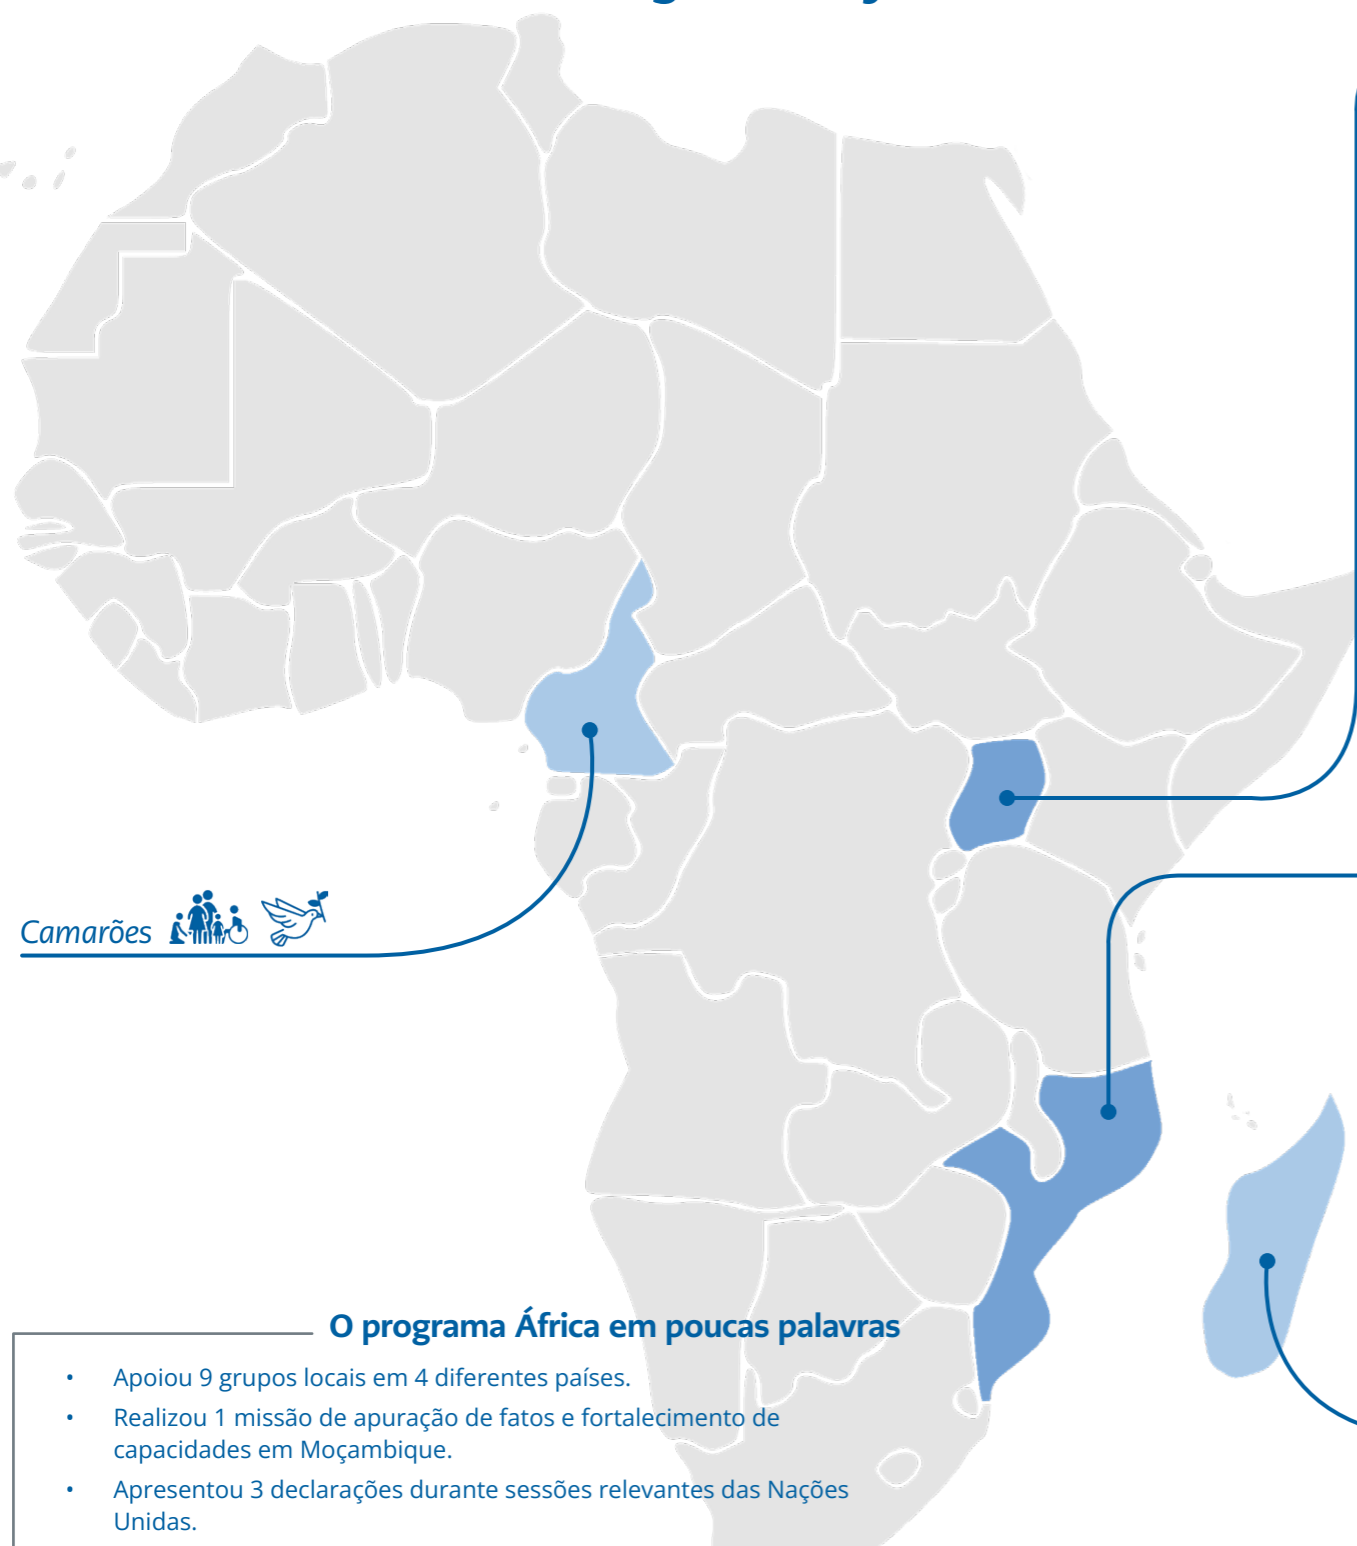 Camarões
O programa África em poucas palavras
• Apoiou 9 grupos locais em 4 diferentes países.
• Realizou 1 missão de apuração de fatos e fortalecimento de
capacidades em Moçambique.
• Apresentou 3 declarações durante sessões relevantes das Nações
Unidas.